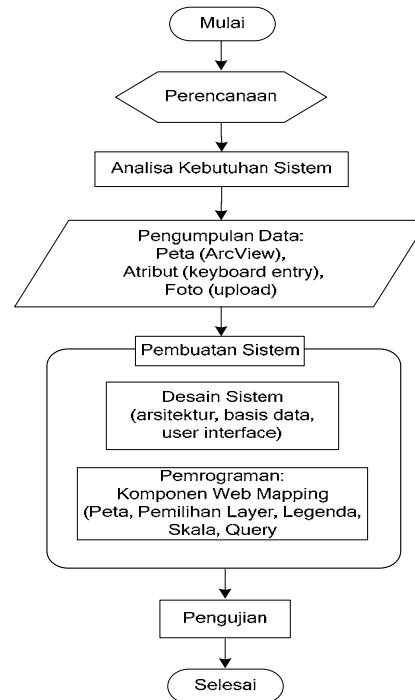 Mulai
Perencanaan
Analisa Kebutuhan Sistem
Pengumpulan Data:
Peta (ArcView),
Atribut (keyboard entry),
Foto (upload)
Pembuatan Sistem
Desain Sistem
(arsitektur, basis data,
user interface)
Pemrograman:
Komponen Web Mapping
(Peta, Pemilihan Layer, Legenda,
Skala, Query
Pengujian
Selesai